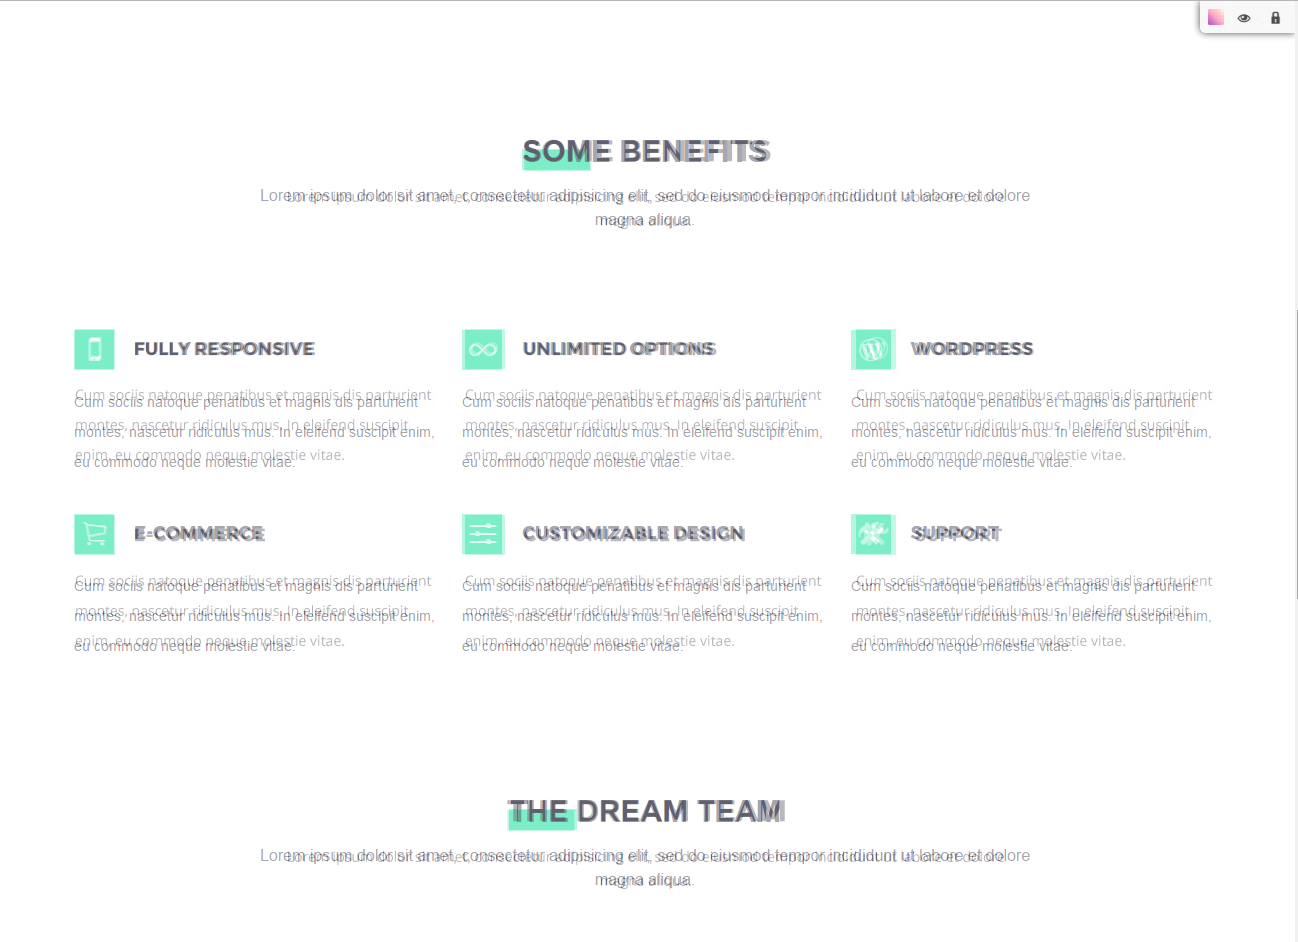 SOME BENEFITS
Lorem ipsum dolor sit amet, consectetur adipisicing elit, sed do eiusmod tempor incididunt ut labore et dolore
magna aliqua.
FULLY RESPONSIVE
UNLIMITED OPTIONS
WORDPRESS
Cum sociis natoque penatibus et magnis dis parturient
montes, nascetur ridiculus mus. In eleifend suscipit enim,
eu commodo neque molestie vitae.
Cum sociis natoque penatibus et magnis dis parturient
montes, nascetur ridiculus mus. In eleifend suscipit enim,
eu commodo neque molestie vitae.
Cum sociis natoque penatibus et magnis dis parturient
montes, nascetur ridiculus mus. In eleifend suscipit enim,
eu commodo neque molestie vitae.
E-COMMERCE
CUSTOMIZABLE DESIGN
SUPPORT
Cum sociis natoque penatibus et magnis dis parturient
montes, nascetur ridiculus mus. In eleifend suscipit enim,
eu commodo neque molestie vitae.
Cum sociis natoque penatibus et magnis dis parturient
montes, nascetur ridiculus mus. In eleifend suscipit enim,
eu commodo neque molestie vitae.
Cum sociis natoque penatibus et magnis dis parturient
montes, nascetur ridiculus mus. In eleifend suscipit enim,
eu commodo neque molestie vitae.
THE DREAM TEAM
Lorem ipsum dolor sit amet, consectetur adipisicing elit, sed do eiusmod tempor incididunt ut labore et dolore
magna aliqua.